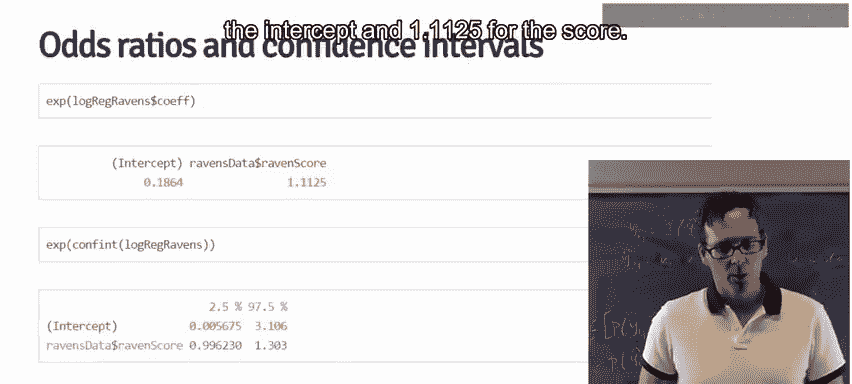 the intercept and 1.1125 for the score.
Odds ratios and confidence intervals
exp(logRegRavens$coeff)
(Intercept) ravensData$ravenScore
0.1864 1.1125
exp(confint(logRegRavens))
2.5 % 97.5 %
(Intercept) 0.005675 3.106
ravensData$ravenScore 0.996230 1.303